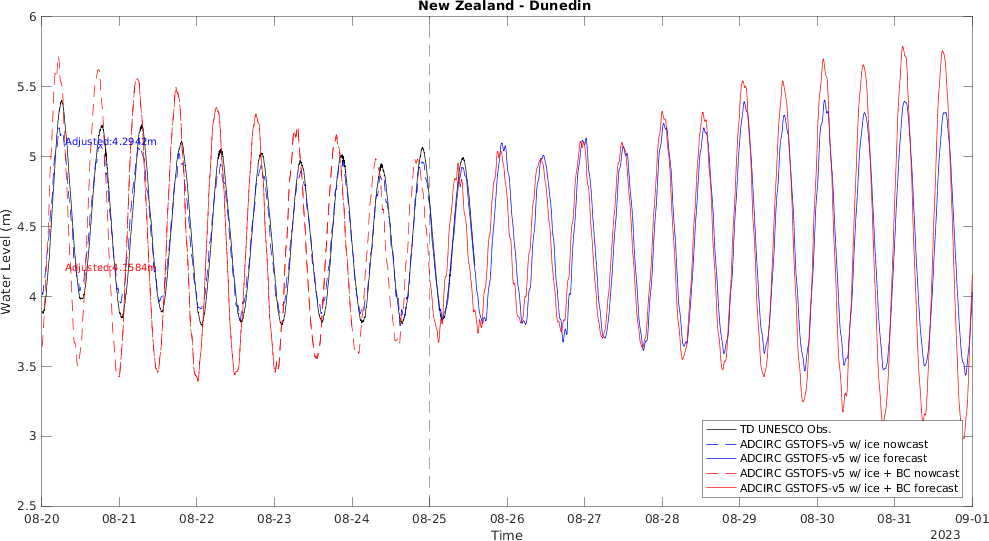 New Zealand - Dunedin
6
5.5
5
4.5
4
3.5
3
2.5
Water Level (m)
Adjusted:4.2942m
Adjusted:4.1584m
TD UNESCO Obs.
ADCIRC GSTOFS-v5 w/ ice nowcast
ADCIRC GSTOFS-v5 w/ ice forecast
ADCIRC GSTOFS-v5 w/ ice + BC nowcast
ADCIRC GSTOFS-v5 w/ ice + BC forecast
08-20 08-21 08-22 08-23 08-24 08-25 08-26 08-27 08-28 08-29 08-30 08-31 09-01
Time
2023